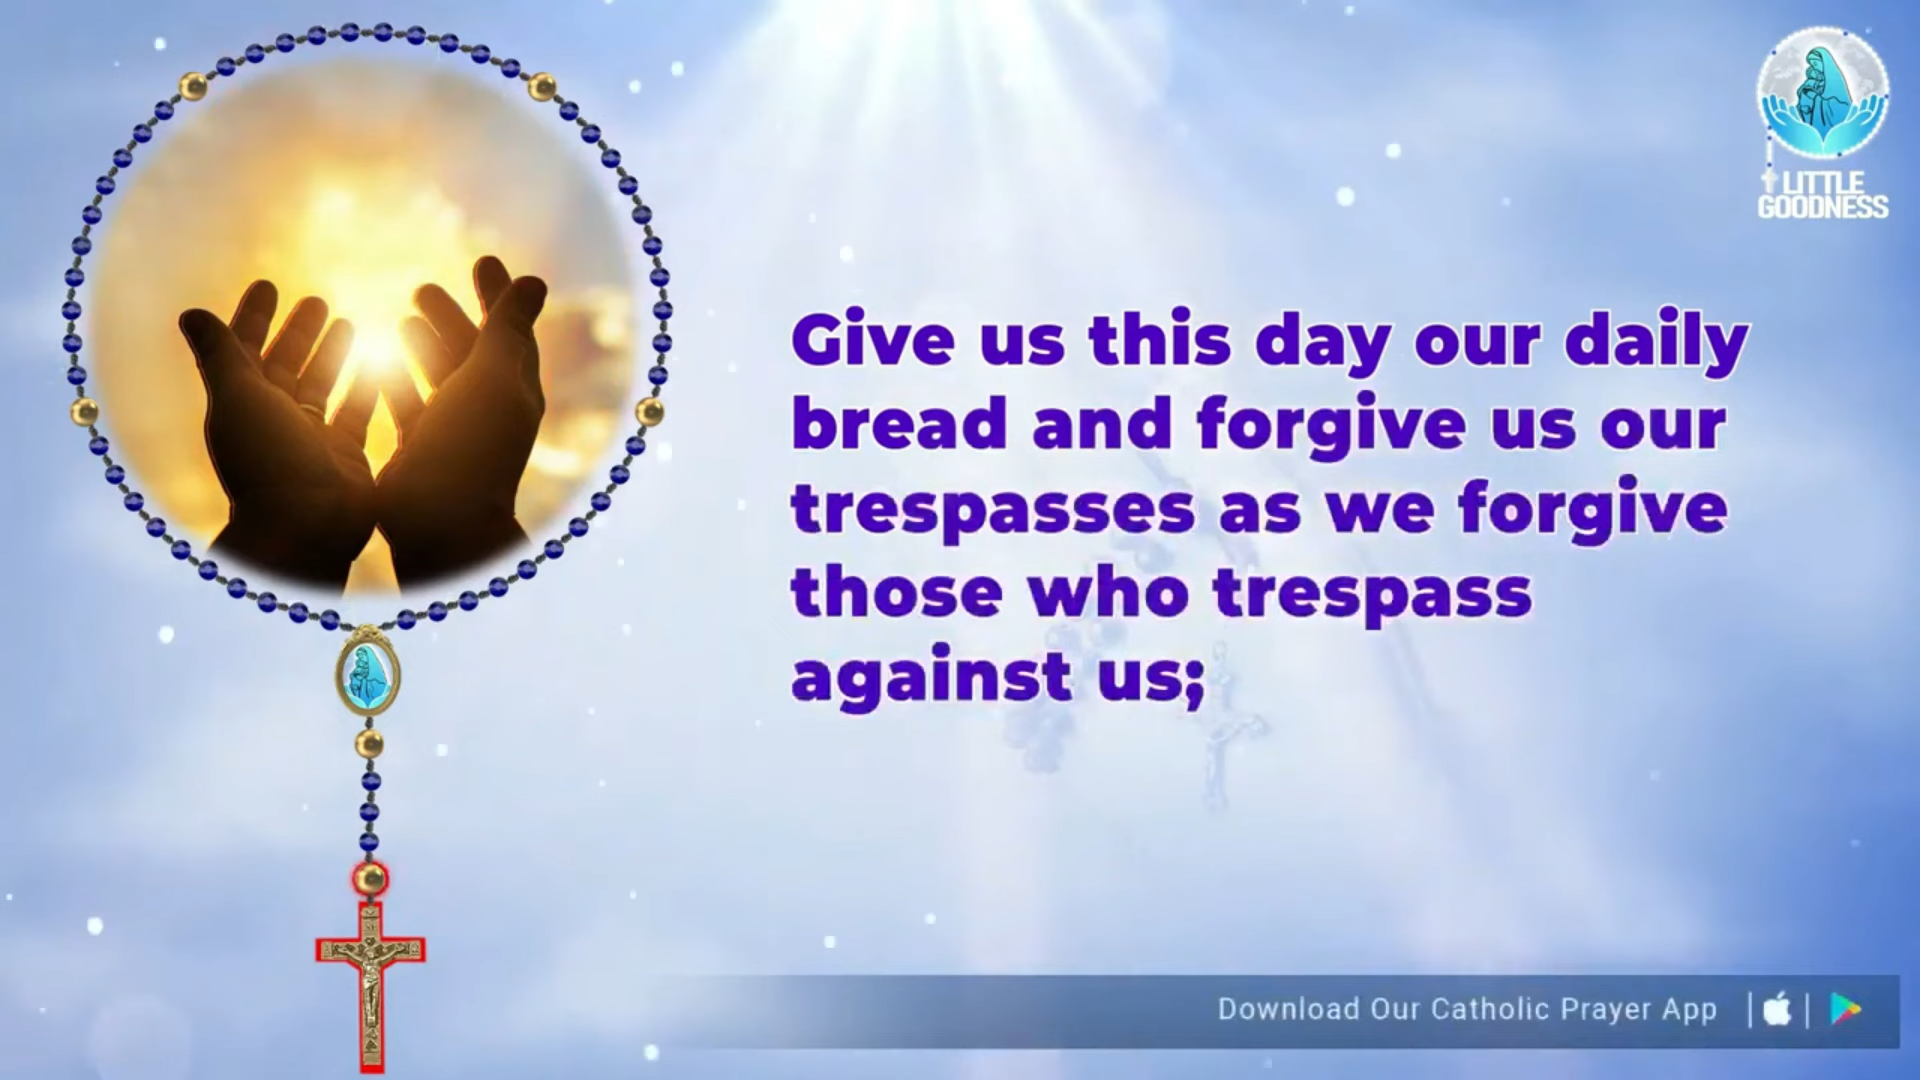 LITTLE
GOODNESS
Give us this day our daily
bread and forgive us our
trespasses as we forgive
those who trespass
against us;
Download Our Catholic Prayer App